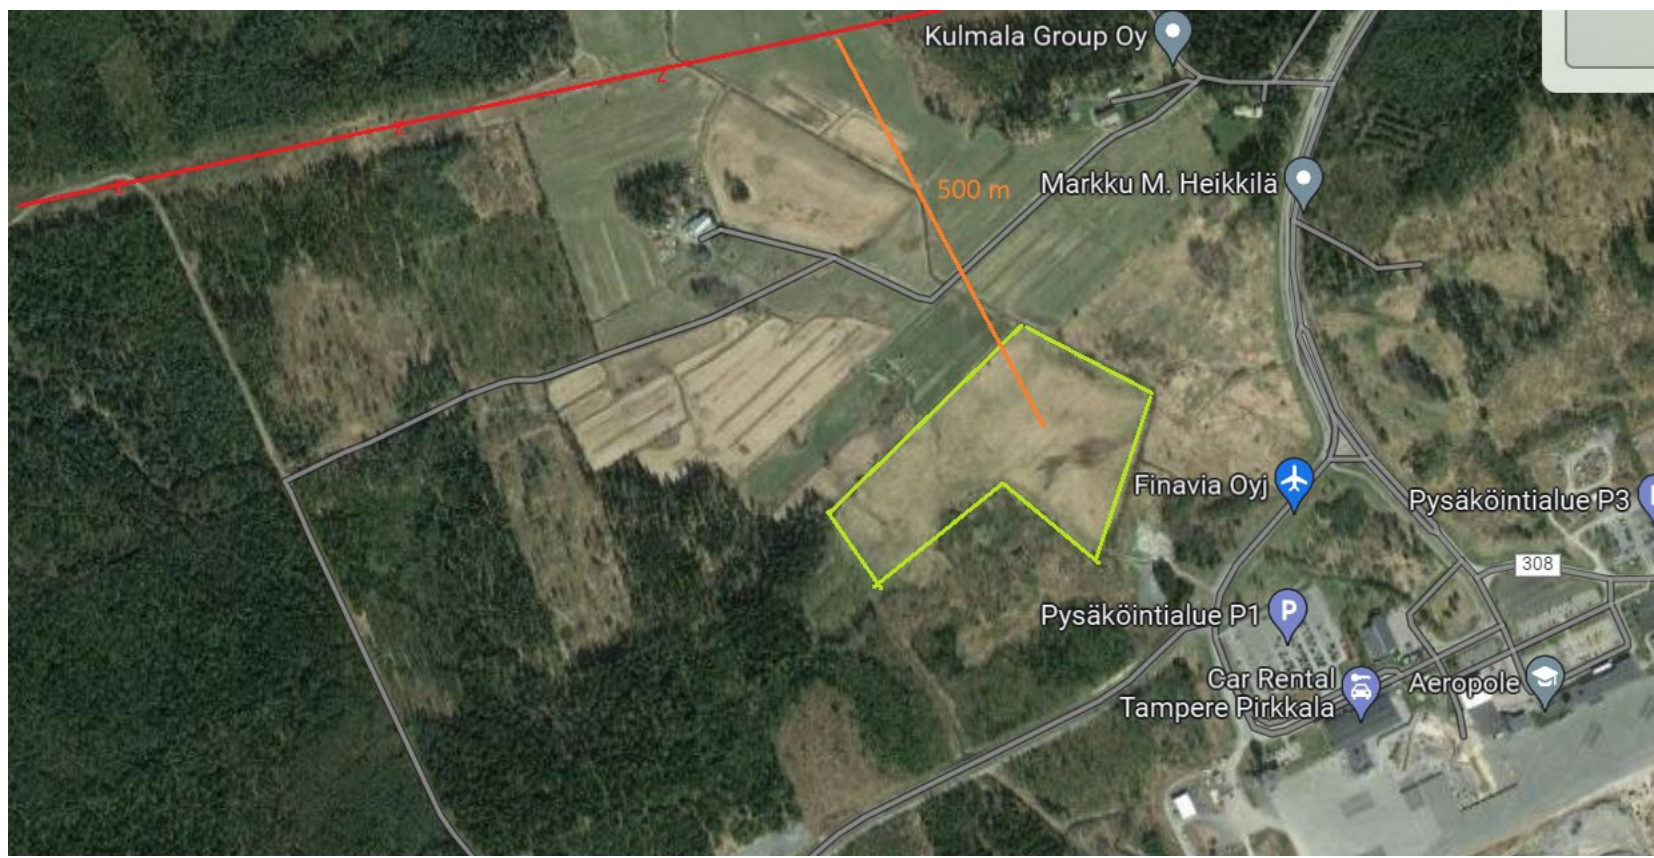 Kulmala Group Oy
500 m
Markku M. Heikkilä
Finavia Oyj
Pysäköintialue P3
308
Pysäköintialue P1
P
Car Rental
Tampere Pirkkala
Aeropole